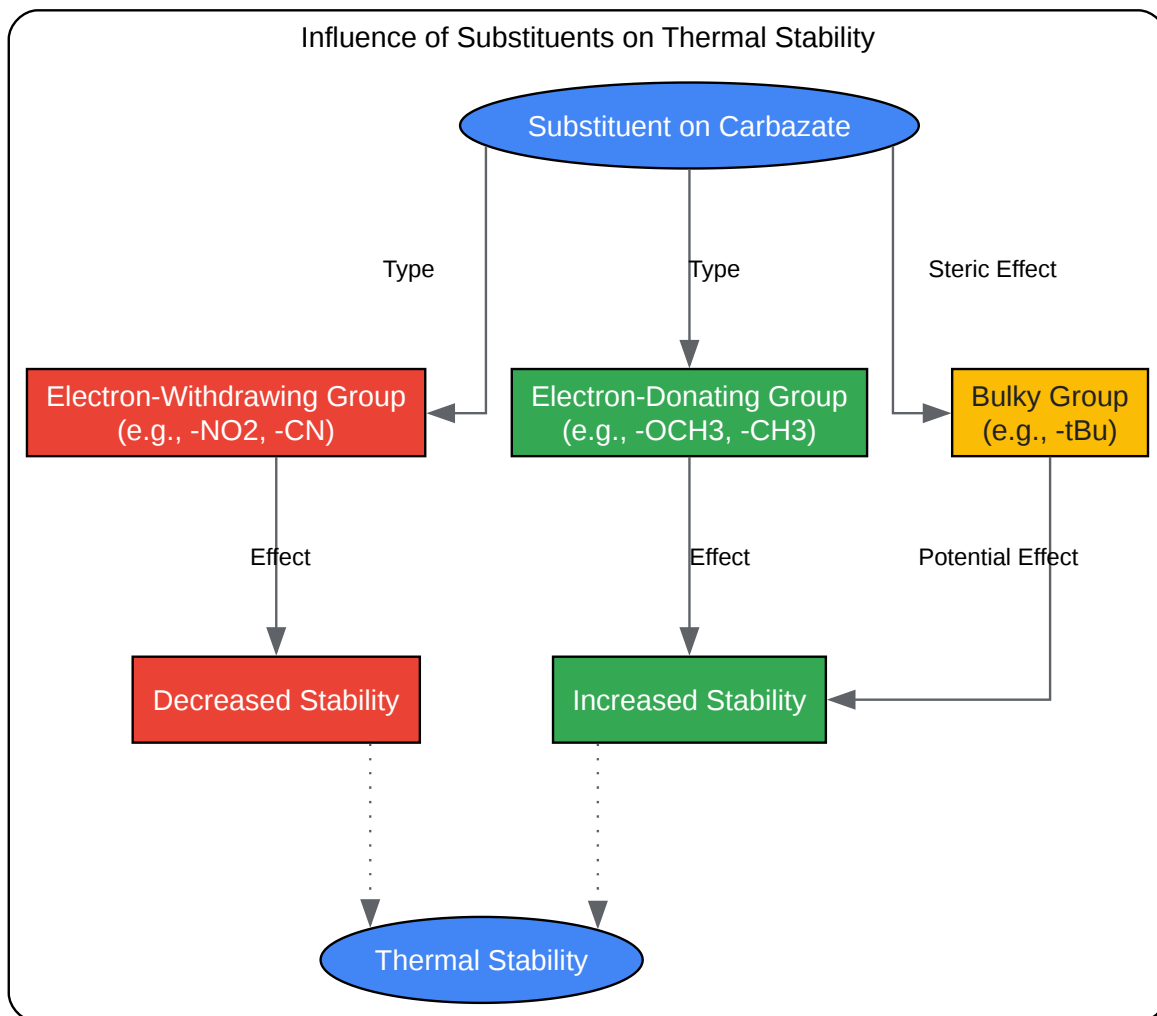 Influence of Substituents on Thermal Stability
Substituent on Carbazate
Type
Type
Steric Effect
Electron-Withdrawing Group
(e.g., -NO2, -CN)
Electron-Donating Group
(e.g., -OCH3, -CH3)
Bulky Group
(e.g., -tBu)
Effect
Effect
Potential Effect
Decreased Stability
Increased Stability
Thermal Stability